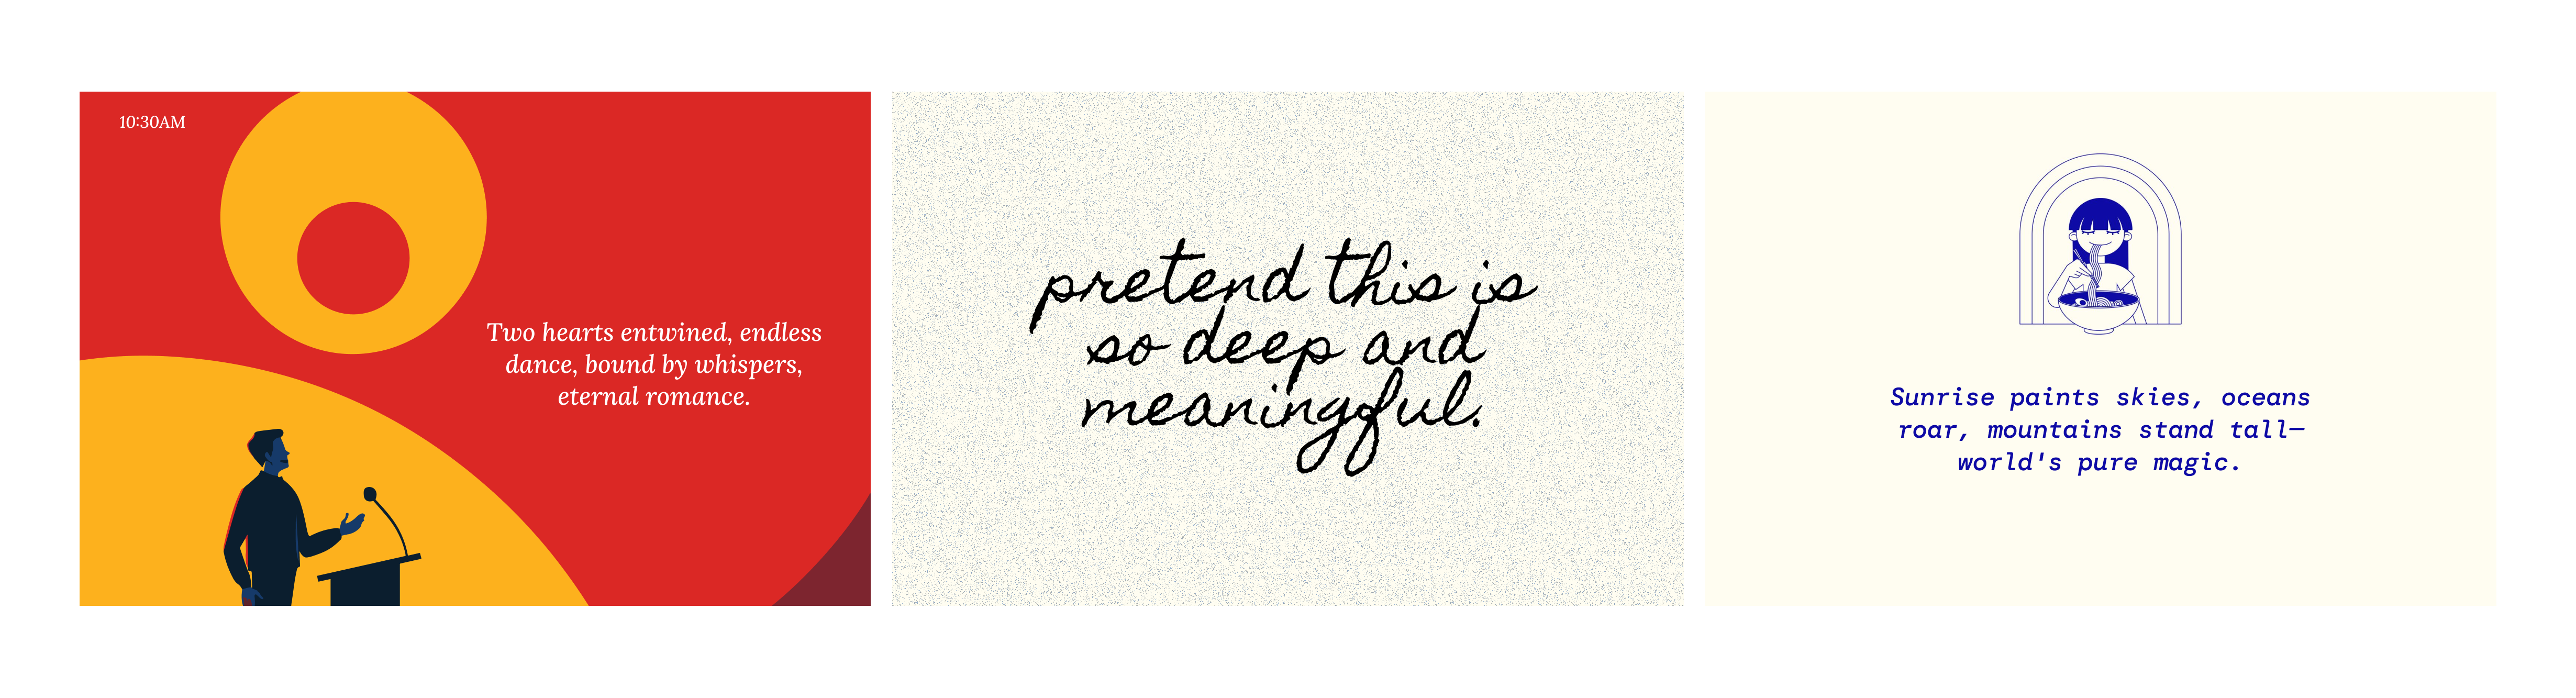 10:30AM
Two hearts entwined, endless
dance, bound by whispers,
eternal romance.
pretend this is
so deep and
meaningful.
Sunrise paints skies, oceans
roar, mountains stand tall—
world's pure magic.